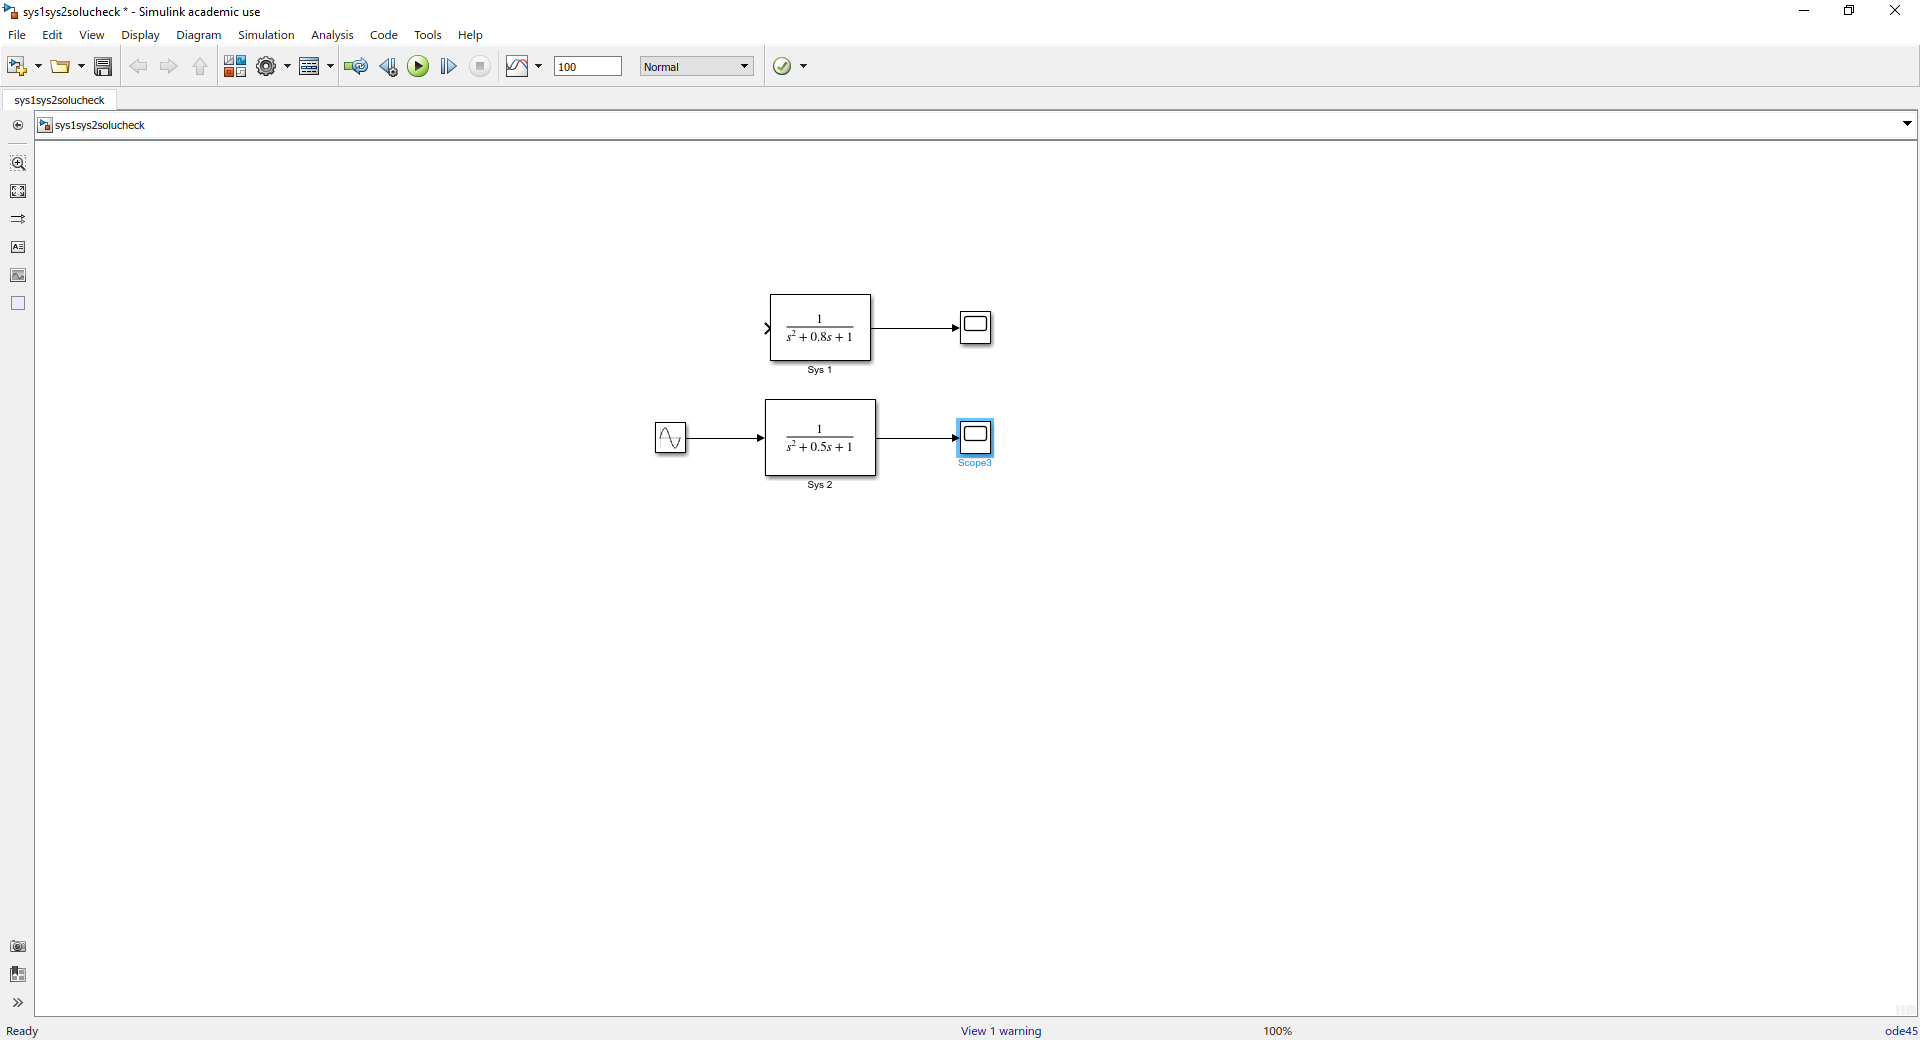 sys1sys2solucheck * - Simulink academic use
File Edit View Display Diagram Simulation Analysis Code Tools Help
100 Normal
sys1sys2solucheck
sys1sys2solucheck
1
s² + 0.8s + 1
Sys 1
1
s² + 0.5s + 1
Scope3
Sys 2
Ready View 1 warning 100% ode45